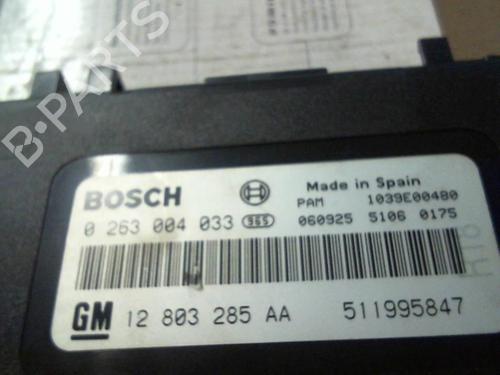 B-PARTS
BOSCH Made in Spain
PAM 1039E00480
0 263 004 033 965 060925 5106 0175
GM 12 803 285 AA 511995847